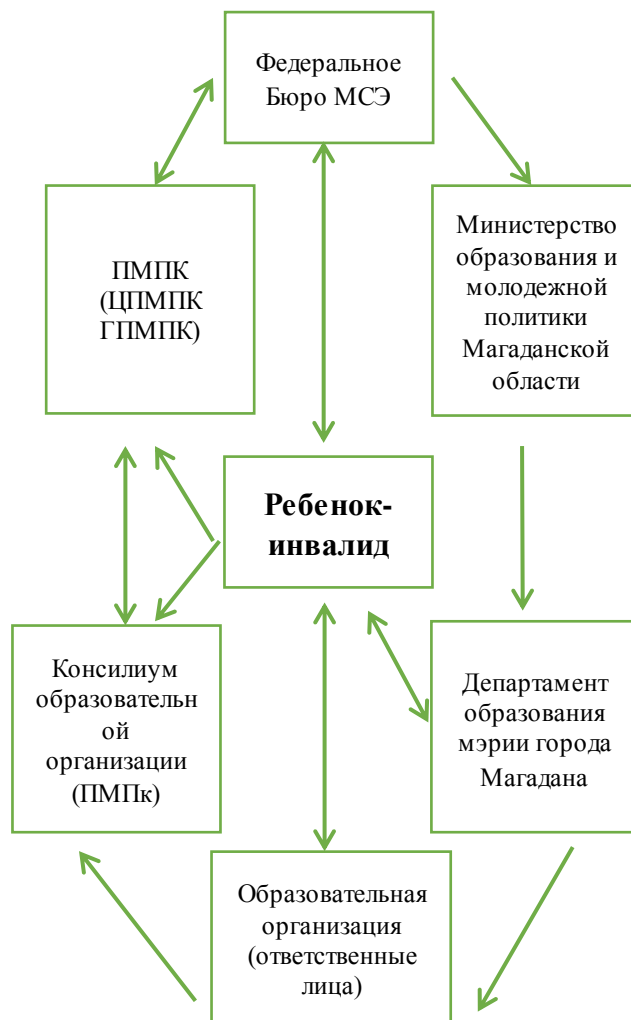 Федеральное
Бюро МСЭ
ПМПК
(ЦПМПК
ГПМПК)
Министерство
образования и
молодежной
политики
Магаданской
области
Ребенок-
инвалид
Консилиум
образовательн
ой
организации
(ПМПк)
Департамент
образования
мэрии города
Магадана
Образовательная
организация
(ответственные
лица)